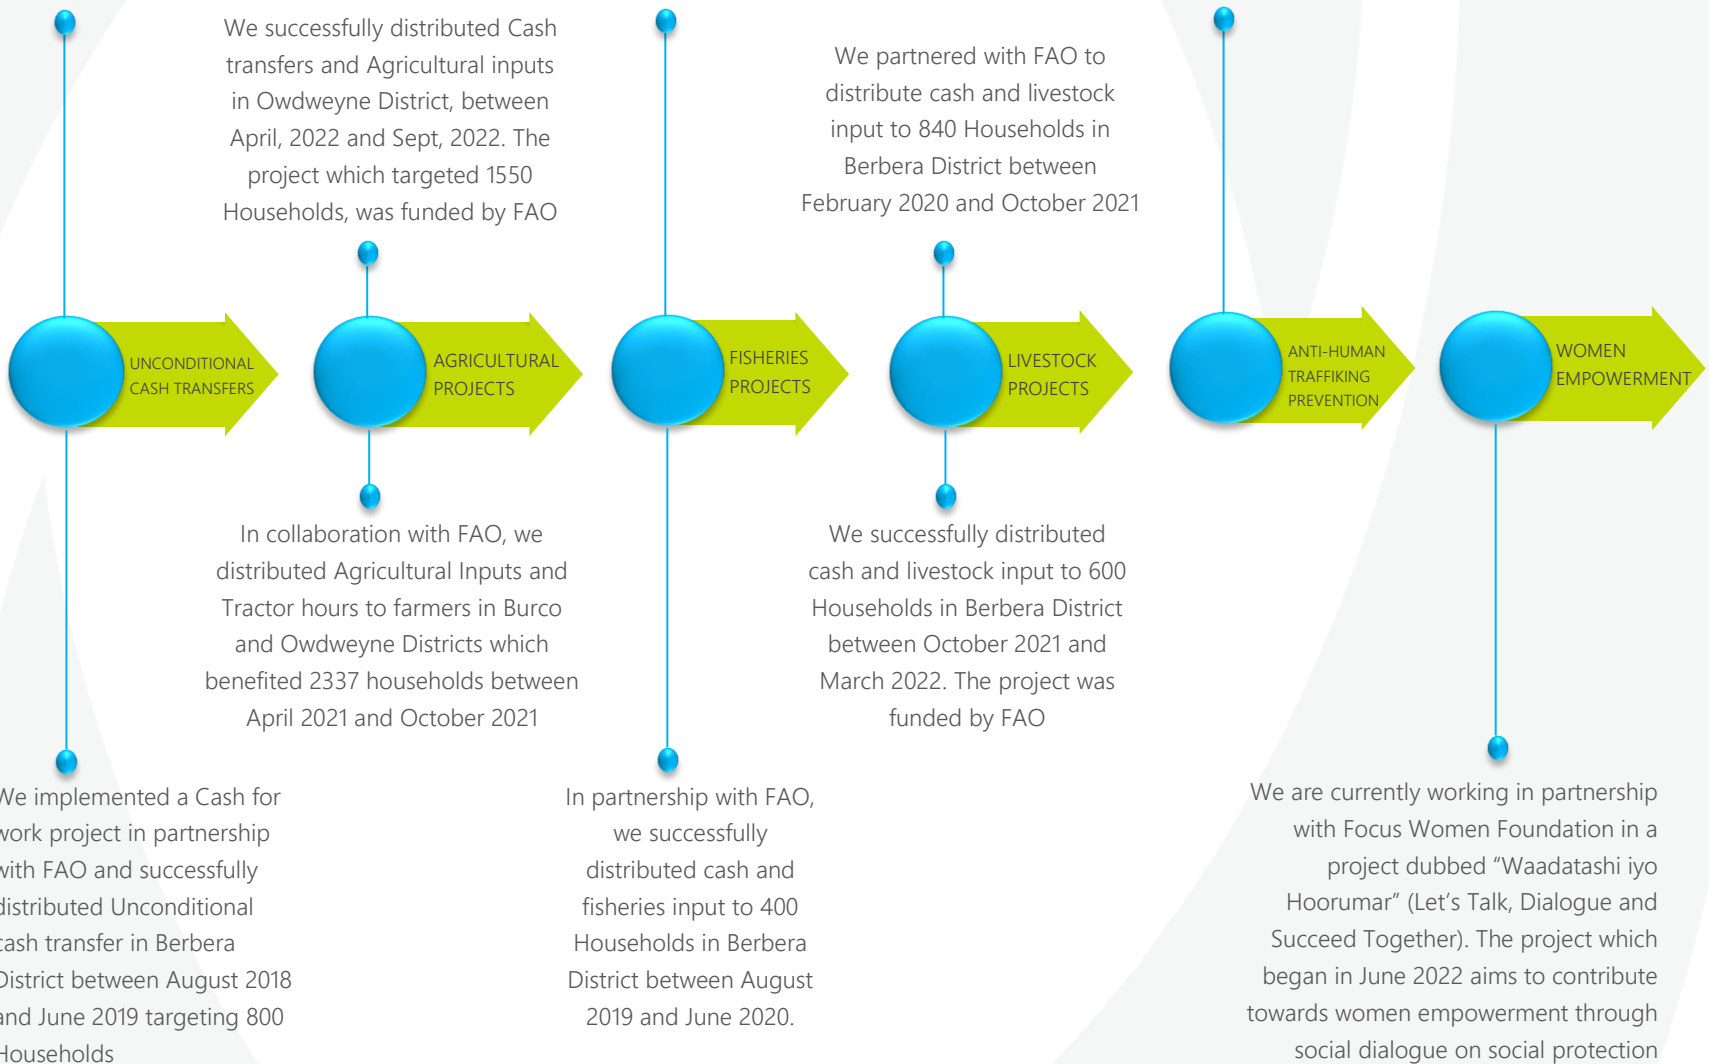 We successfully distributed Cash
transfers and Agricultural inputs
in Owdweyne District, between
April, 2022 and Sept, 2022. The
project which targeted 1550
Households, was funded by FAO
We partnered with FAO to
distribute cash and livestock
input to 840 Households in
Berbera District between
February 2020 and October 2021
UNCONDITIONAL
CASH TRANSFERS
AGRICULTURAL
PROJECTS
FISHERIES
PROJECTS
LIVESTOCK
PROJECTS
ANTI-HUMAN
TRAFFIKING
PREVENTION
WOMEN
EMPOWERMENT
In collaboration with FAO, we
distributed Agricultural Inputs and
Tractor hours to farmers in Burco
and Owdweyne Districts which
benefited 2337 households between
April 2021 and October 2021
We successfully distributed
cash and livestock input to 600
Households in Berbera District
between October 2021 and
March 2022. The project was
funded by FAO
We implemented a Cash for
work project in partnership
with FAO and successfully
distributed Unconditional
cash transfer in Berbera
District between August 2018
and June 2019 targeting 800
Households
In partnership with FAO,
we successfully
distributed cash and
fisheries input to 400
Households in Berbera
District between August
2019 and June 2020.
We are currently working in partnership
with Focus Women Foundation in a
project dubbed “Waadatashi iyo
Hoorumar” (Let’s Talk, Dialogue and
Succeed Together). The project which
began in June 2022 aims to contribute
towards women empowerment through
social dialogue on social protection